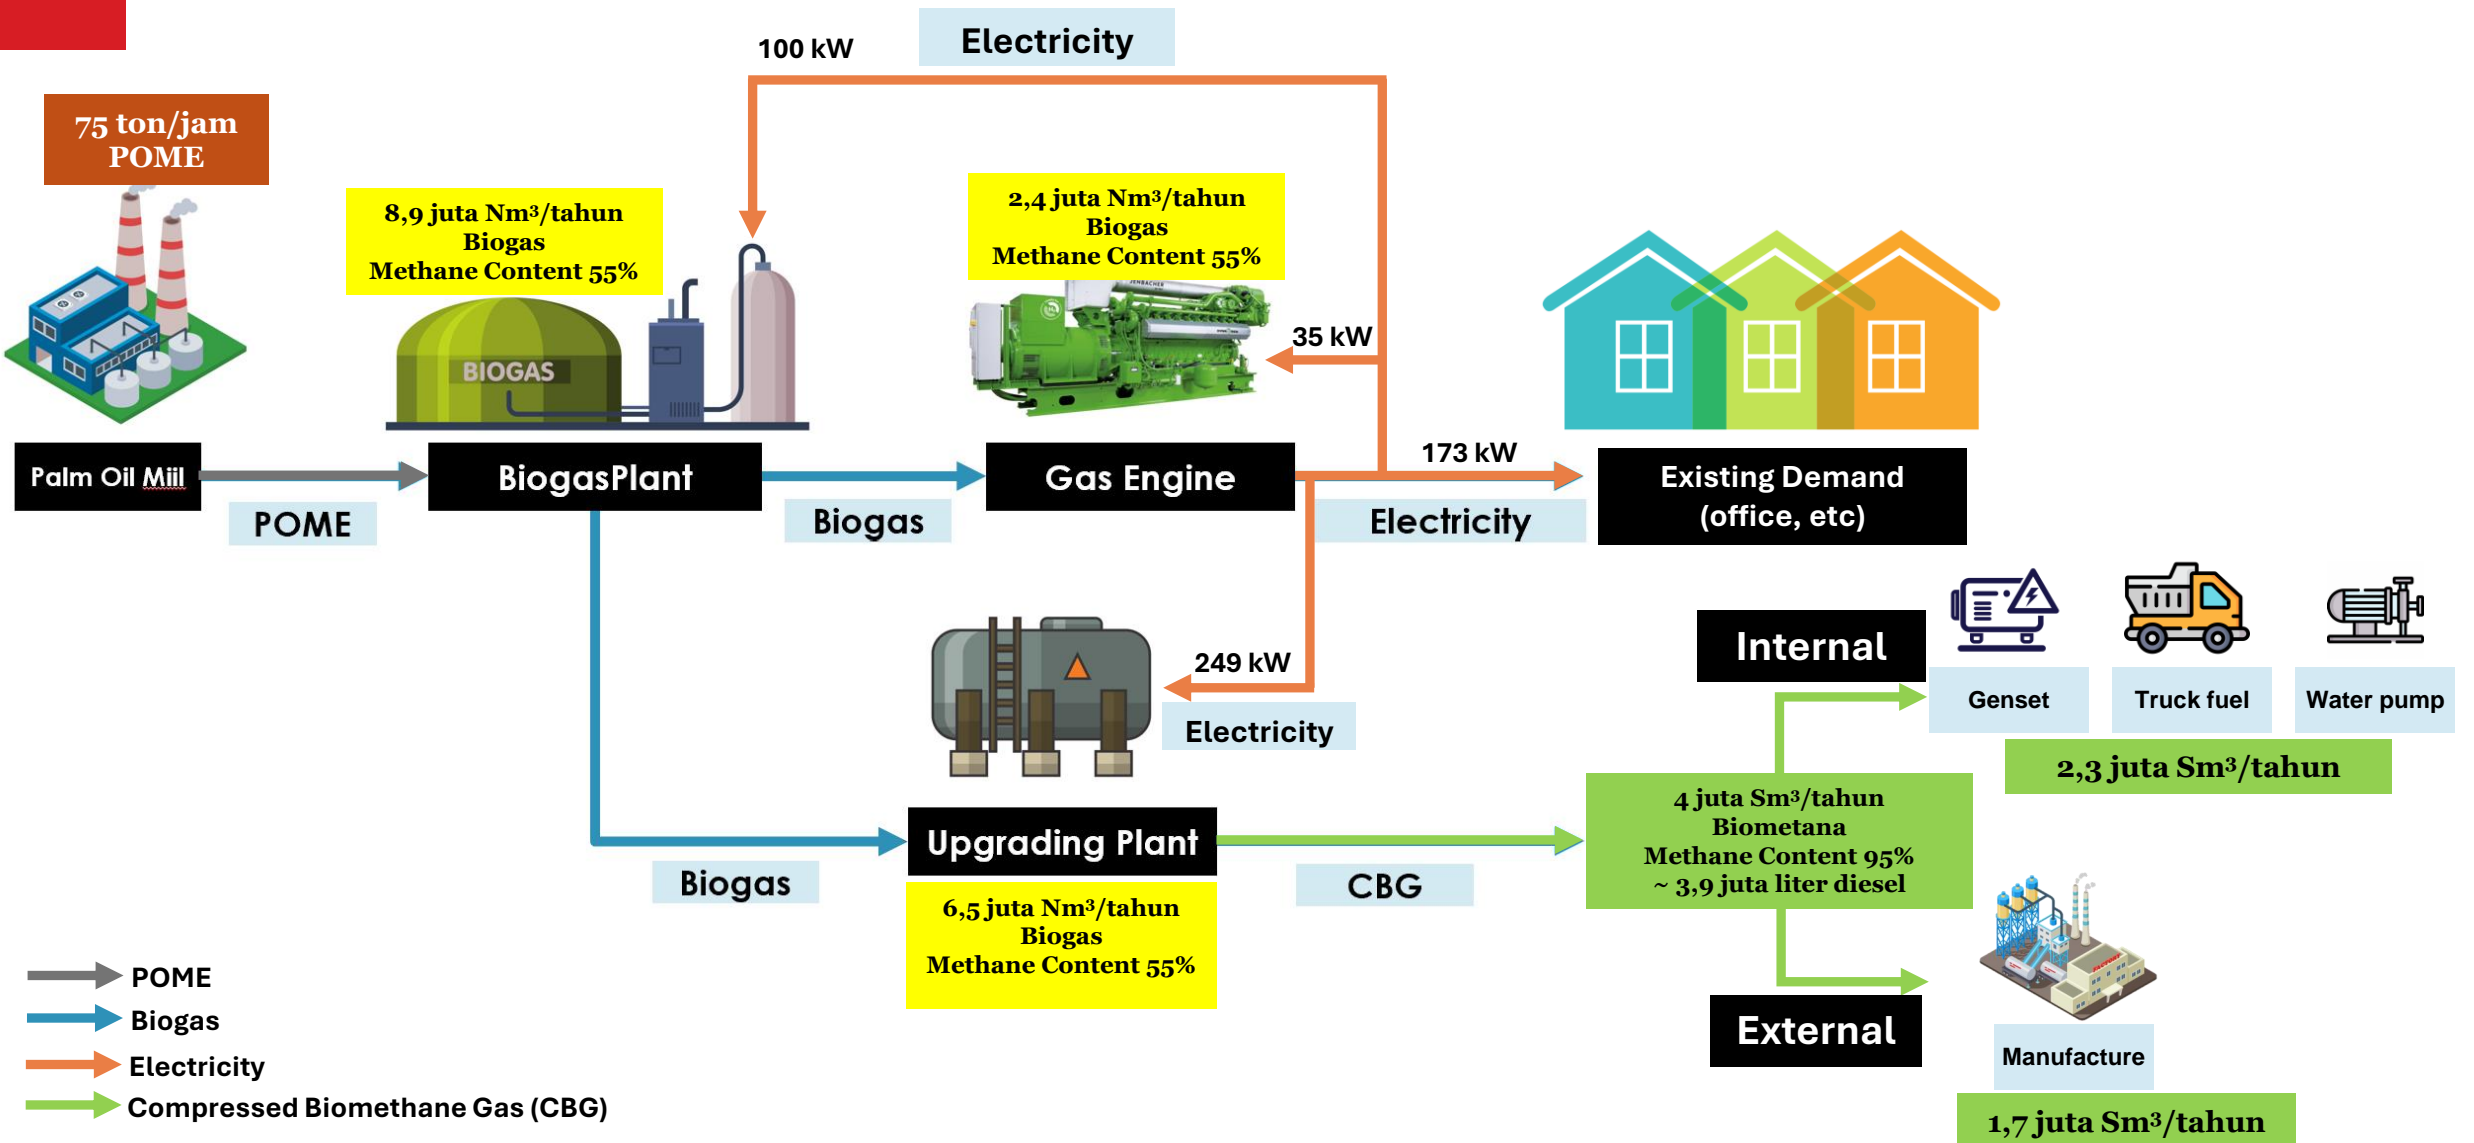 100 kW
Electricity
75 ton/jam
POME
8,9 juta Nm³/tahun
Biogas
Methane Content 55%
2,4 juta Nm³/tahun
Biogas
Methane Content 55%
JENBACHER
35 kW
BIOGAS
Palm Oil Miil
POME
BiogasPlant
Biogas
Gas Engine
173 kW
Electricity
Existing Demand
(office, etc)
249 kW
Electricity
Internal
Genset
Truck fuel
Water pump
2,3 juta Sm³/tahun
4 juta Sm³/tahun
Biometana
Methane Content 95%
~ 3,9 juta liter diesel
Upgrading Plant
Biogas
CBG
6,5 juta Nm³/tahun
Biogas
Methane Content 55%
FACTORY
External
Manufacture
1,7 juta Sm³/tahun
POME
Biogas
Electricity
Compressed Biomethane Gas (CBG)